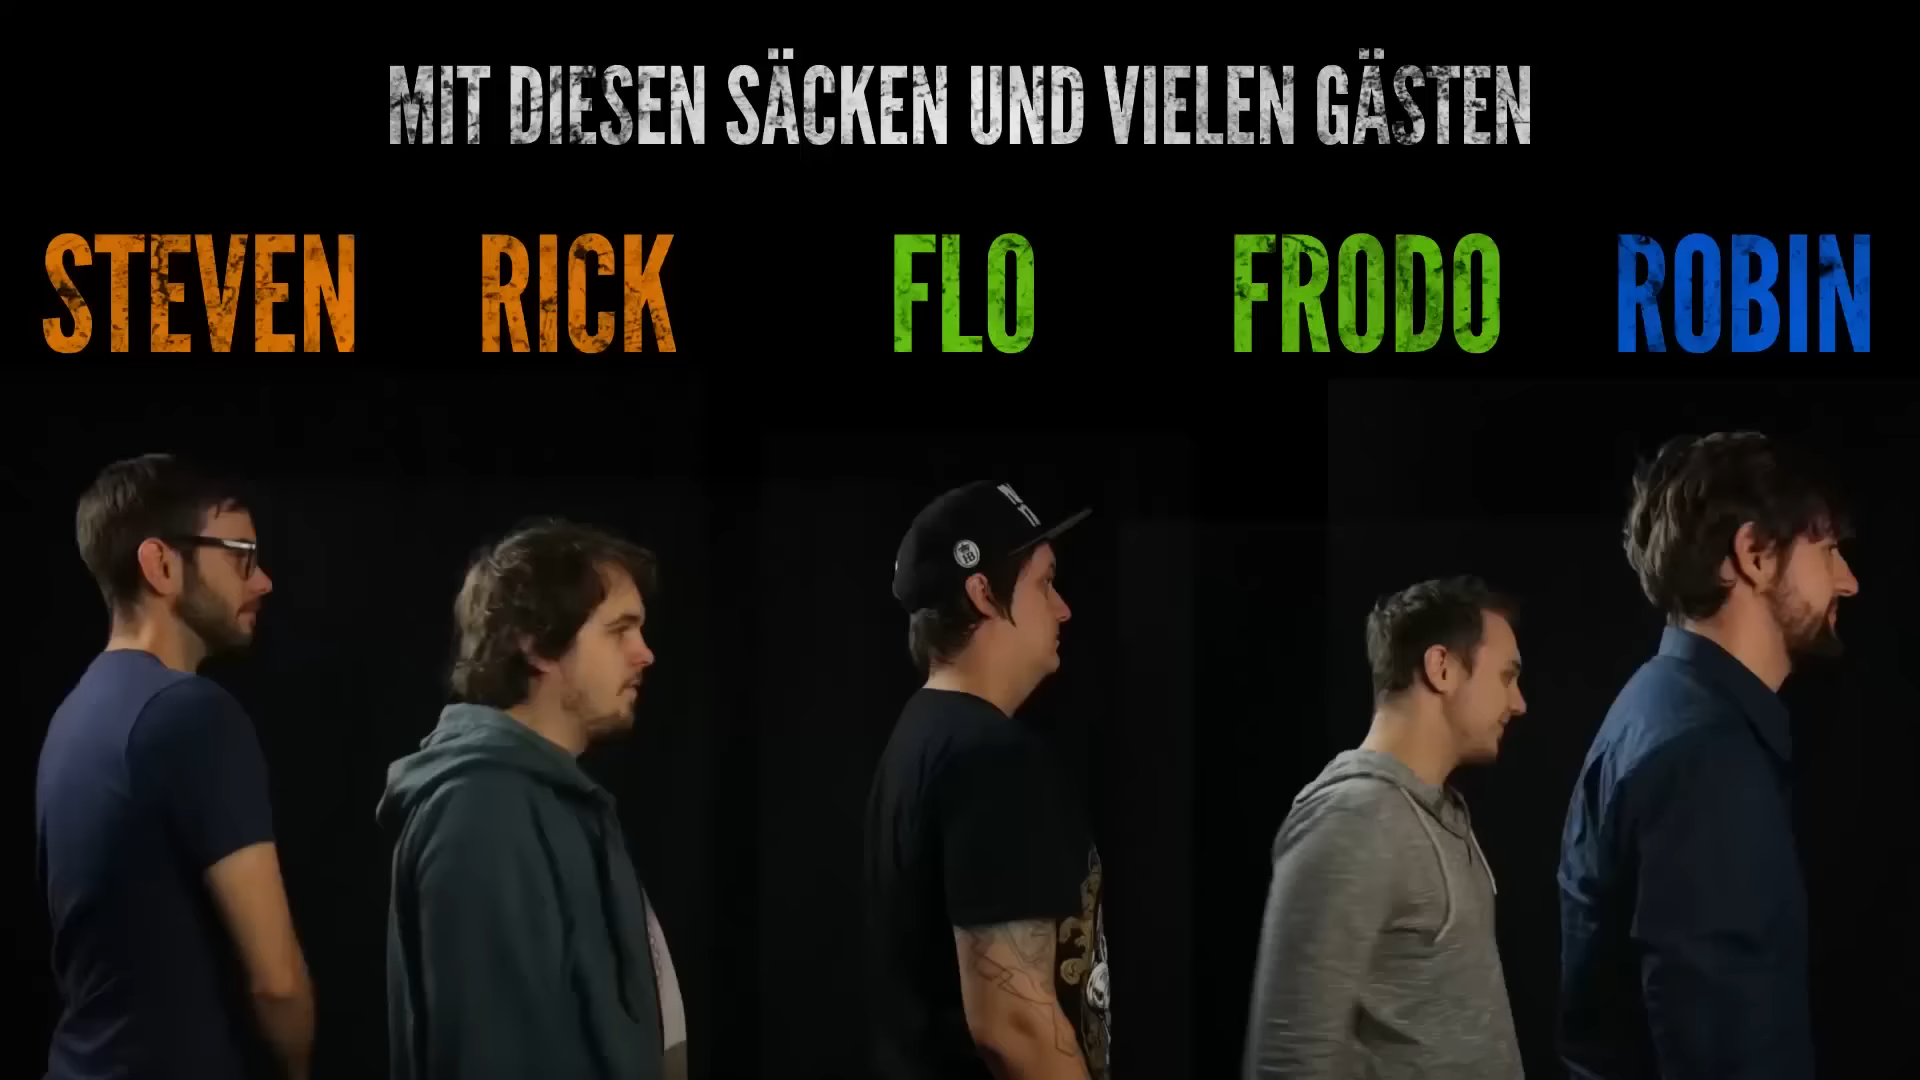 MIT DIESEN SÄCKEN UND VIELEN GÄSTEN
STEVEN RICK FLO FRODO ROBIN